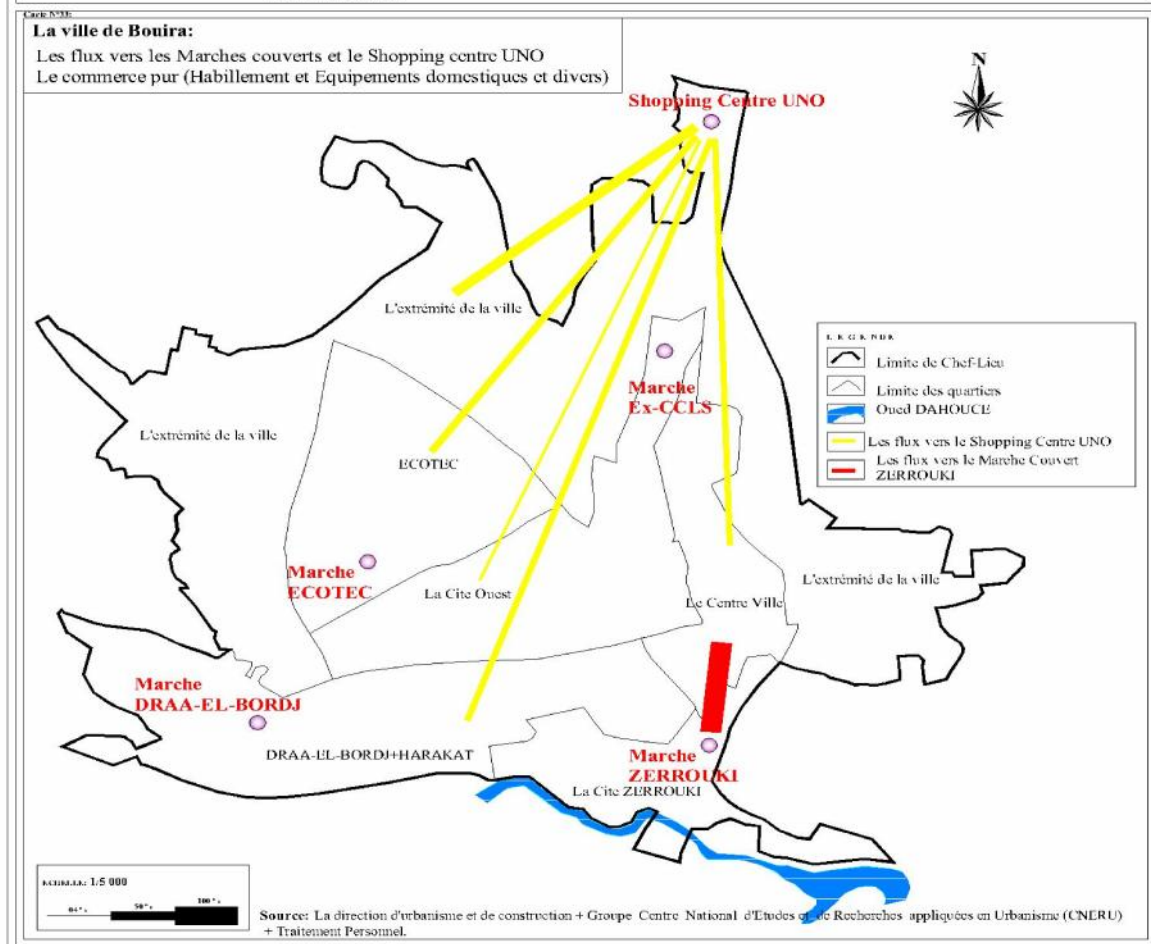 Carte N°33:
La ville de Bouira:
Les flux vers les Marches couverts et le Shopping centre UNO
Le commerce pur (Habillement et Equipements domestiques et divers)
N
Shopping Centre UNO
L'extrémité de la ville
Marche
Ex-CCLS
L'extrémité de la ville
ECOTEC
Marche
ECOTEC
La Cite Ouest
Le Centre Ville
L'extrémité de la ville
Marche
DRAA-EL-BORDJ
DRAA-EL-BORDJ+HARAKAT
Marche
ZERROUKI
La Cite ZERROUKI
LEGENDE
Limite de Chef-Lieu
Limite des quartiers
Oued DAHOUCE
Les flux vers le Shopping Centre UNO
Les flux vers le Marche Couvert
ZERROUKI
ECHELLE: 1/5 000
50 %
100 %
Source: La direction d'urbanisme et de construction + Groupe Centre National d'Etudes et de Recherches appliquées en Urbanisme (CNERU)
+ Traitement Personnel.